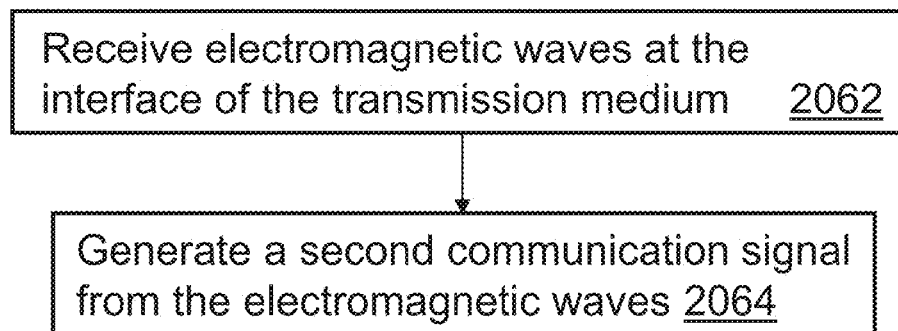 Receive electromagnetic waves at the
interface of the transmission medium 2062
Generate a second communication signal
from the electromagnetic waves 2064